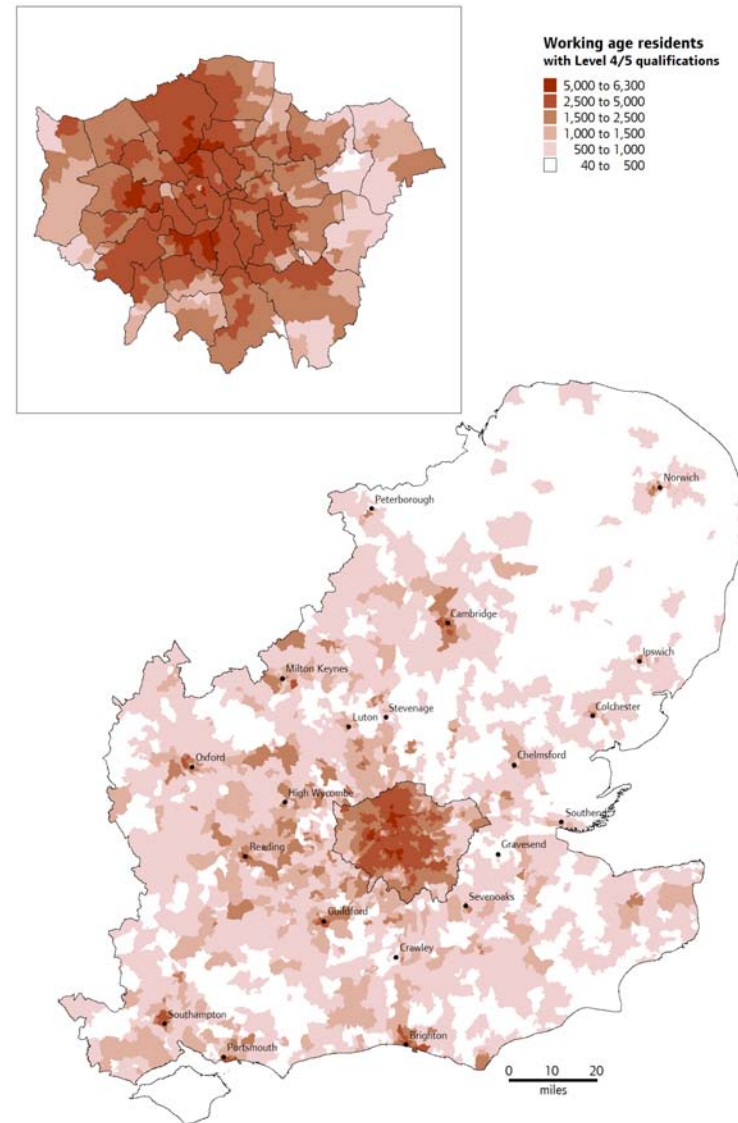 Working age residents
with Level 4/5 qualifications
5,000 to 6,300
2,500 to 5,000
1,500 to 2,500
1,000 to 1,500
500 to 1,000
40 to 500
Norwich
Peterborough
Cambridge
Ipswich
Milton Keynes
Stevenage
Colchester
Luton
Oxford
Chelmsford
High Wycombe
Southend
Reading
Gravesend
Sevenoaks
Guildford
Crawley
Southampton
Brighton
Portsmouth
0 10 20
miles